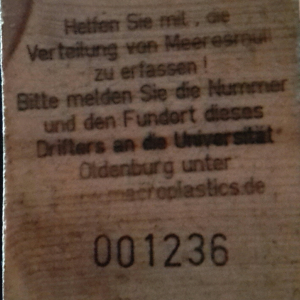 Helfen Sie mit, die
Verteilung von Meeresmüll
zu erfassen!
Bitte melden Sie die Nummer
und den Fundort dieses
Drifters an die Universität
Oldenburg unter
macroplastics.de
001236